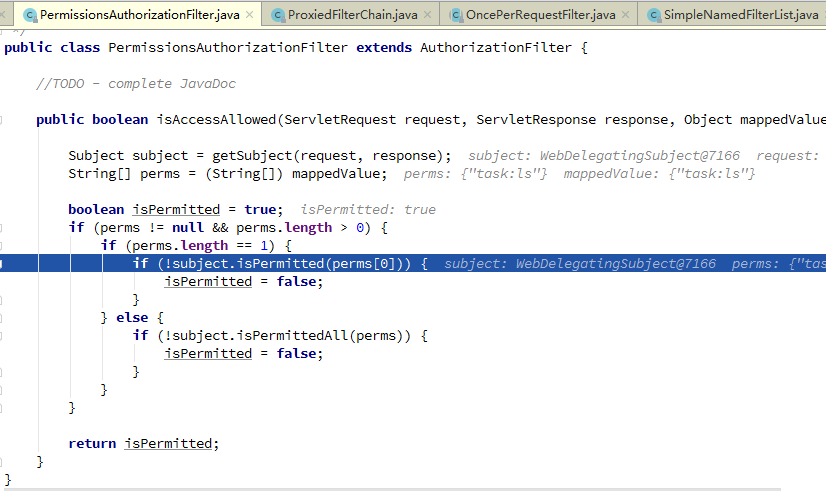 PermissionsAuthorizationFilter.java × ProxiedFilterChain.java × OncePerRequestFilter.java × SimpleNamedFilterList.java
*/
public class PermissionsAuthorizationFilter extends AuthorizationFilter {
//TODO - complete JavaDoc
public boolean isAccessAllowed(ServletRequest request, ServletResponse response, Object mappedValue
Subject subject = getSubject(request, response); subject: WebDelegatingSubject@7166 request:
String[] perms = (String[]) mappedValue; perms: {"task:ls"} mappedValue: {"task:ls"}
boolean isPermitted = true; isPermitted: true
if (perms != null && perms.length > 0) {
if (perms.length == 1) {
if (!subject.isPermitted(perms[0])) { subject: WebDelegatingSubject@7166 perms: {"tas
isPermitted = false;
}
} else {
if (!subject.isPermittedAll(perms)) {
isPermitted = false;
}
}
}
return isPermitted;
}
}